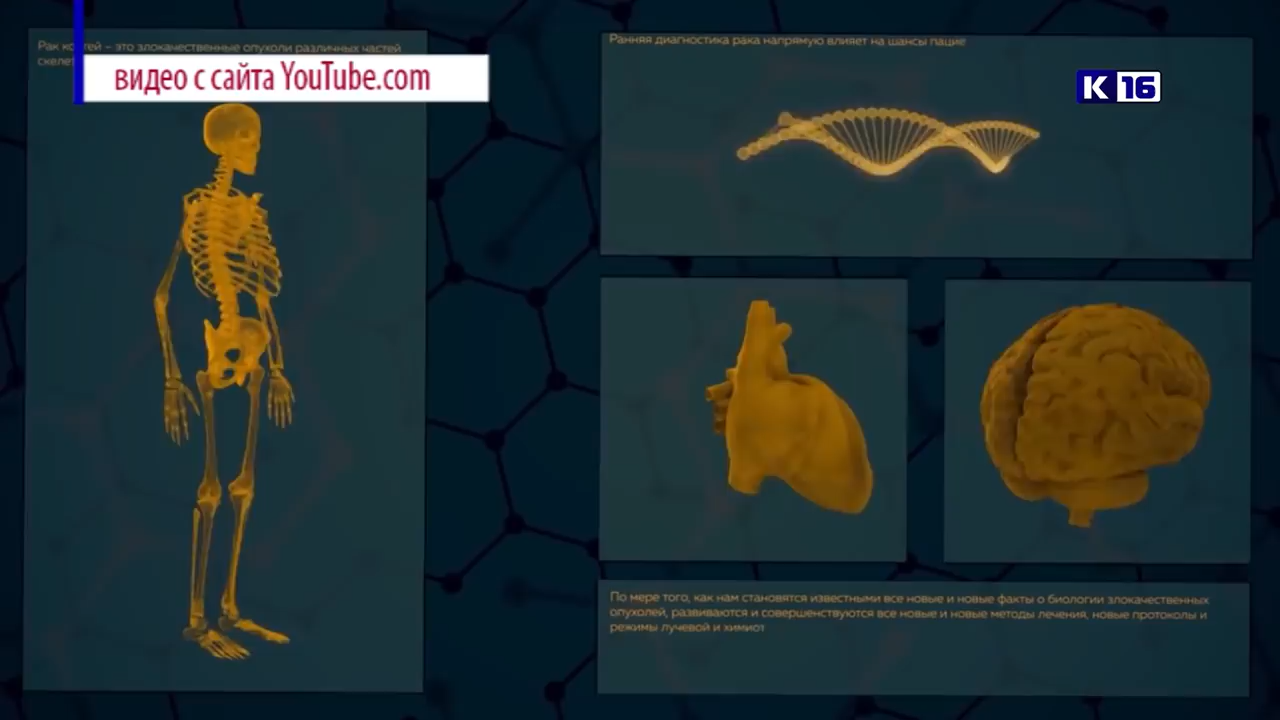 Рак костей – это злокачественные опухоли различных частей
видео с сайта YouTube.com
Ранняя диагностика рака напрямую влияет на шансы пацие
K 16
По мере того, как нам становятся известными все новые и новые факты о биологии злокачественных
опухолей, развиваются и совершенствуются все новые и новые методы лечения, новые протоколы и
режимы лучевой и химиот